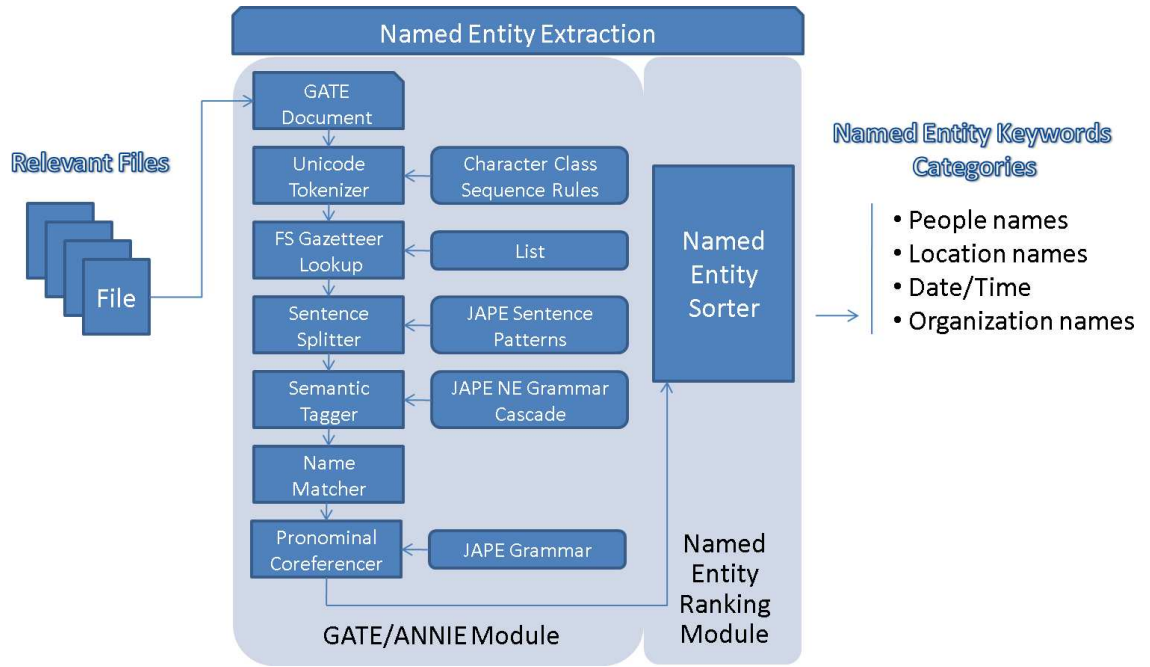 Named Entity Extraction
Relevant Files
File
GATE
Document
Unicode
Tokenizer
Character Class
Sequence Rules
FS Gazetteer
Lookup
List
Sentence
Splitter
JAPE Sentence
Patterns
Semantic
Tagger
JAPE NE Grammar
Cascade
Name
Matcher
Pronominal
Coreferencer
JAPE Grammar
GATE/ANNIE Module
Named
Entity
Sorter
Named
Entity
Ranking
Module
Named Entity Keywords
Categories
• People names
• Location names
• Date/Time
• Organization names